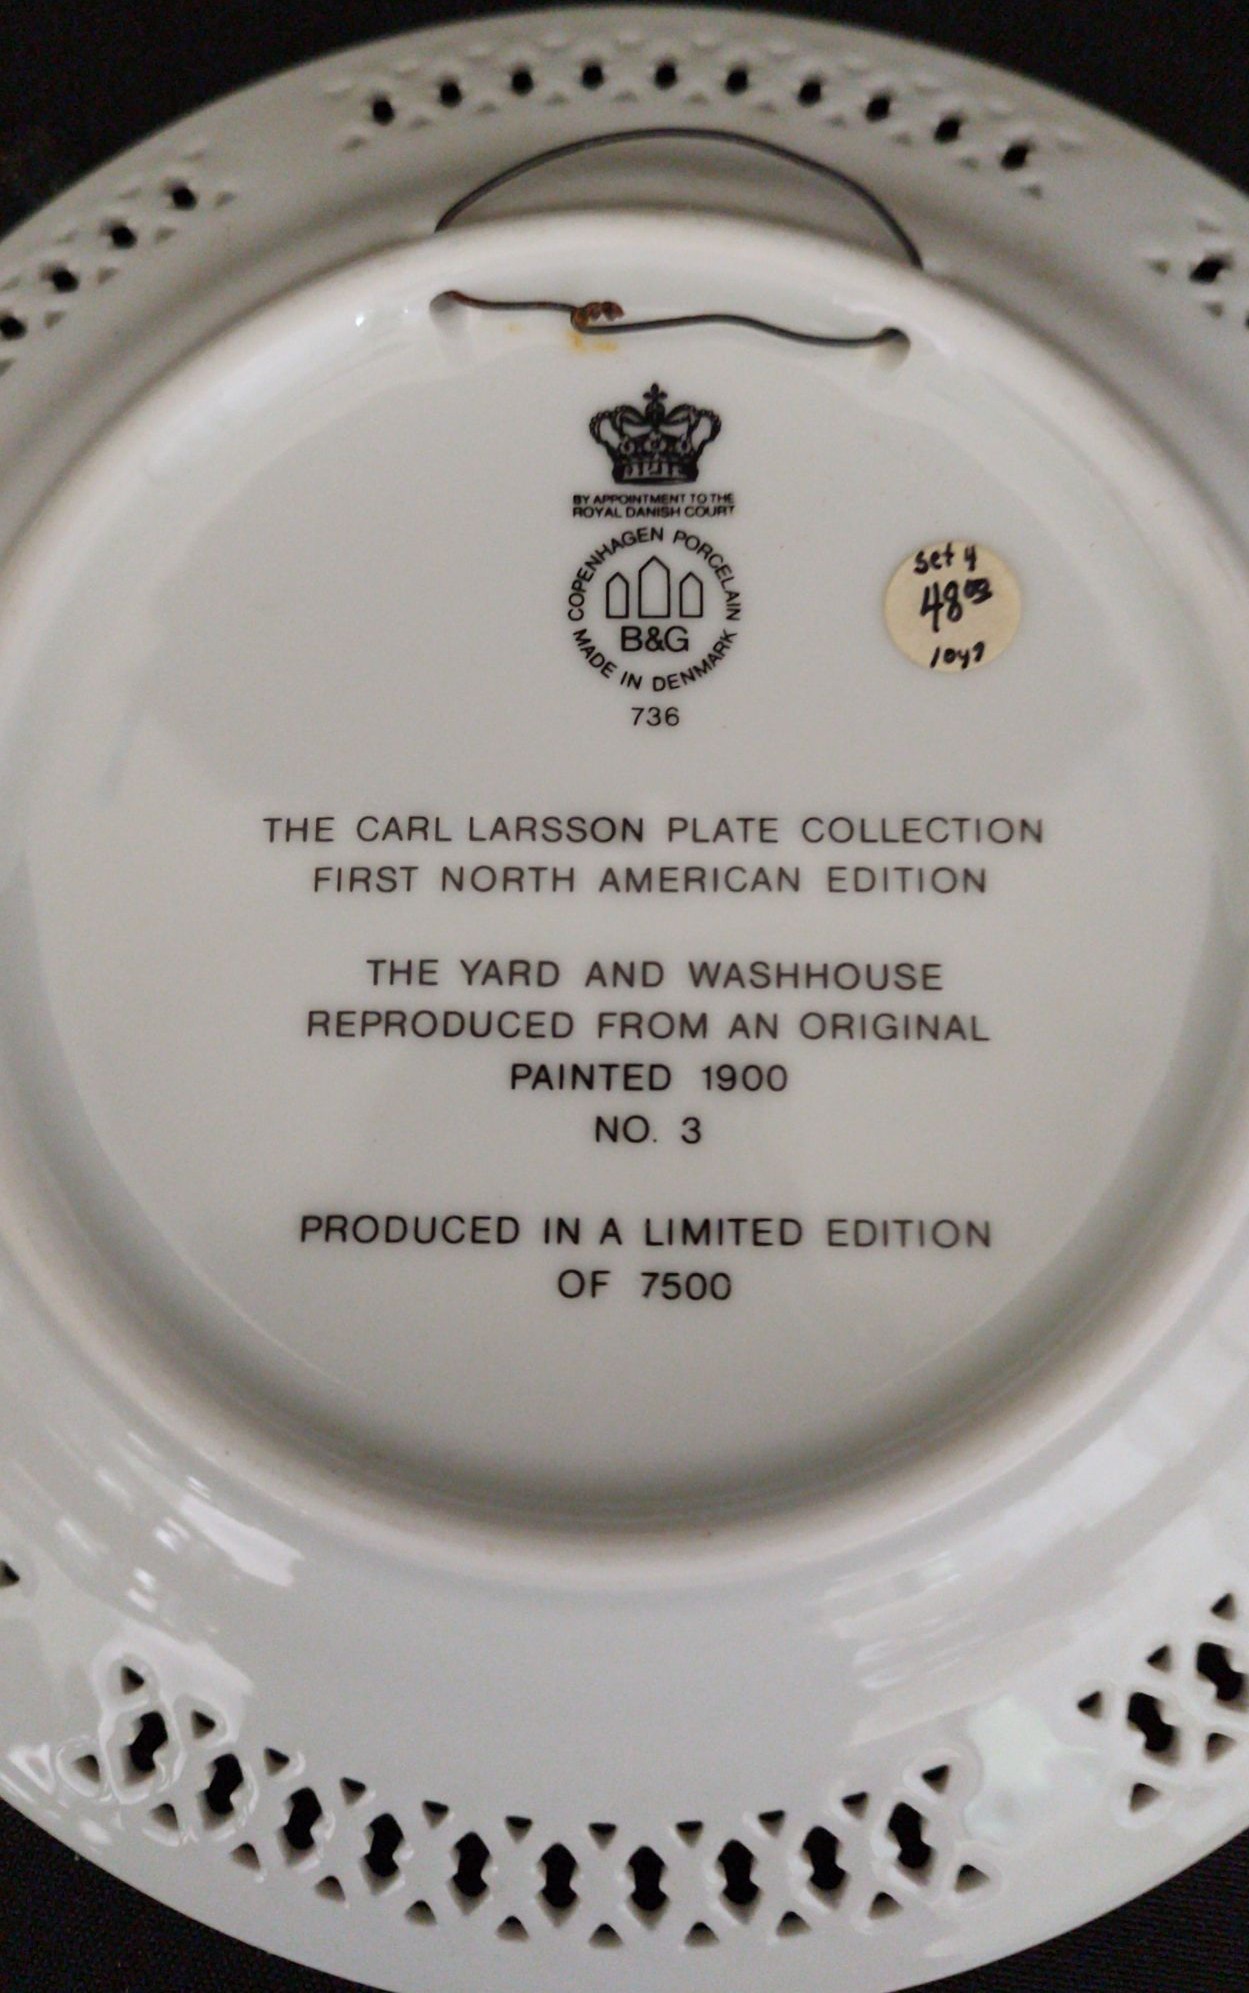 BY APPOINTMENT TO THE
ROYAL DANISH COURT
COPENHAGEN PORCELAIN
B&G
MADE IN DENMARK
736
set 4
48.00
1047
THE CARL LARSSON PLATE COLLECTION
FIRST NORTH AMERICAN EDITION
THE YARD AND WASHHOUSE
REPRODUCED FROM AN ORIGINAL
PAINTED 1900
NO. 3
PRODUCED IN A LIMITED EDITION
OF 7500